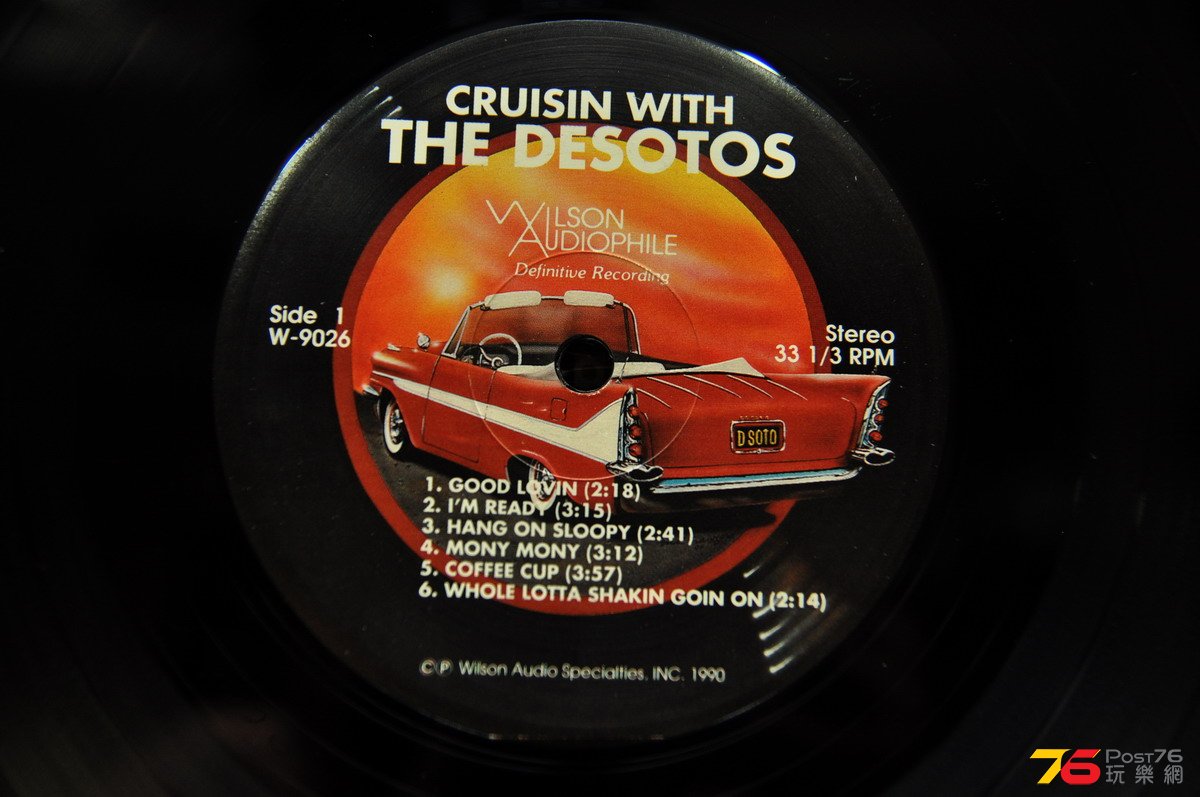 CRUISIN WITH
THE DESOTOS
WILSON
AUDIOPHILE
Definitive Recording
Side 1
W-9026
Stereo
33 1/3 RPM
D SOTO
1. GOOD LOVIN (2:18)
2. I'M READY (3:15)
3. HANG ON SLOOPY (2:41)
4. MONY MONY (3:12)
5. COFFEE CUP (3:57)
6. WHOLE LOTTA SHAKIN GOIN ON (2:14)
©℗ Wilson Audio Specialties, INC. 1990
76 POST76
玩樂網